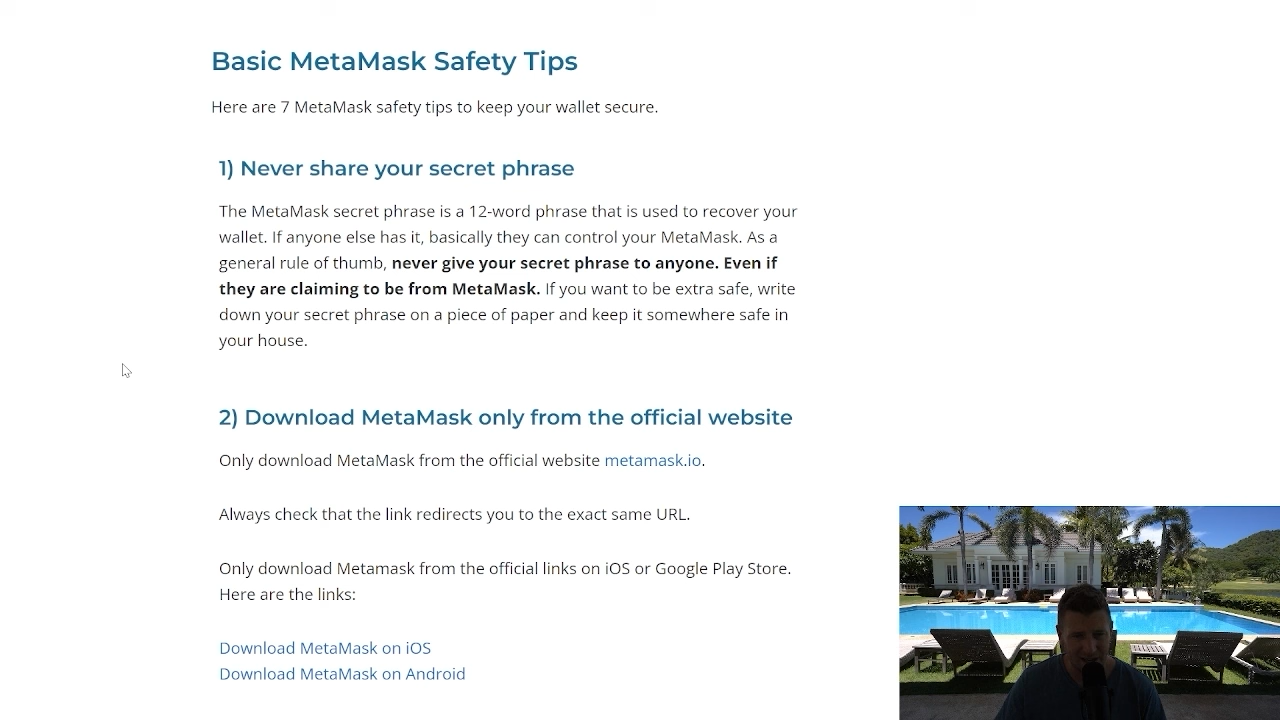 Basic MetaMask Safety Tips
Here are 7 MetaMask safety tips to keep your wallet secure.
1) Never share your secret phrase
The MetaMask secret phrase is a 12-word phrase that is used to recover your
wallet. If anyone else has it, basically they can control your MetaMask. As a
general rule of thumb, never give your secret phrase to anyone. Even if
they are claiming to be from MetaMask. If you want to be extra safe, write
down your secret phrase on a piece of paper and keep it somewhere safe in
your house.
2) Download MetaMask only from the official website
Only download MetaMask from the official website metamask.io.
Always check that the link redirects you to the exact same URL.
Only download Metamask from the official links on iOS or Google Play Store.
Here are the links:
Download MetaMask on iOS
Download MetaMask on Android